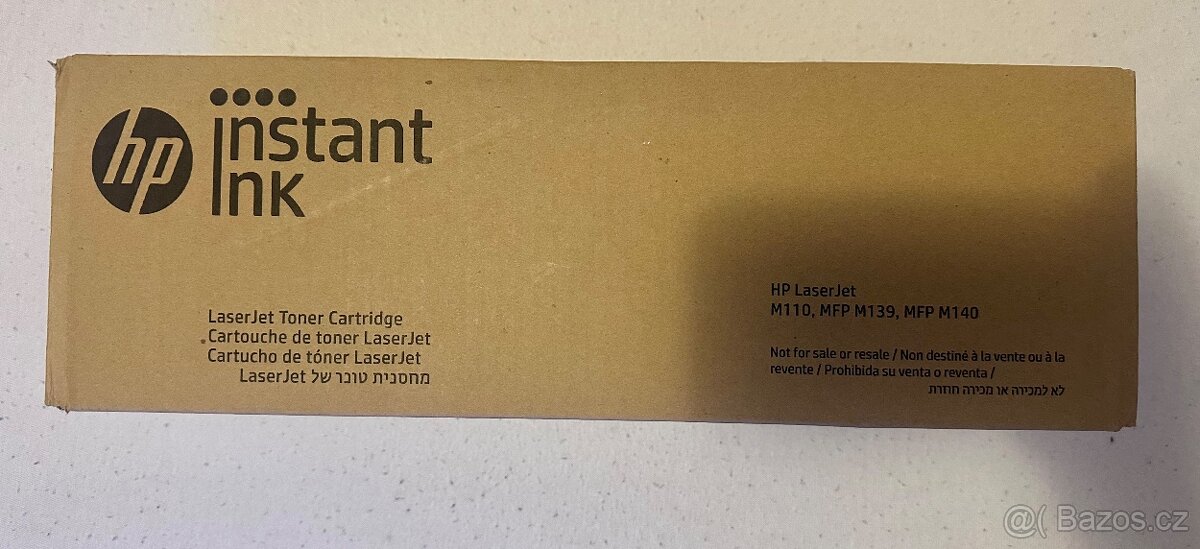 hp
instant
ink
LaserJet Toner Cartridge
Cartouche de toner LaserJet
Cartucho de tóner LaserJet
מחסנית טונר של LaserJet
HP LaserJet
M110, MFP M139, MFP M140
Not for sale or resale / Non destiné à la vente ou à la
revente / Prohibida su venta o reventa /
לא למכירה או מכירה חוזרת
@( Bazos.cz